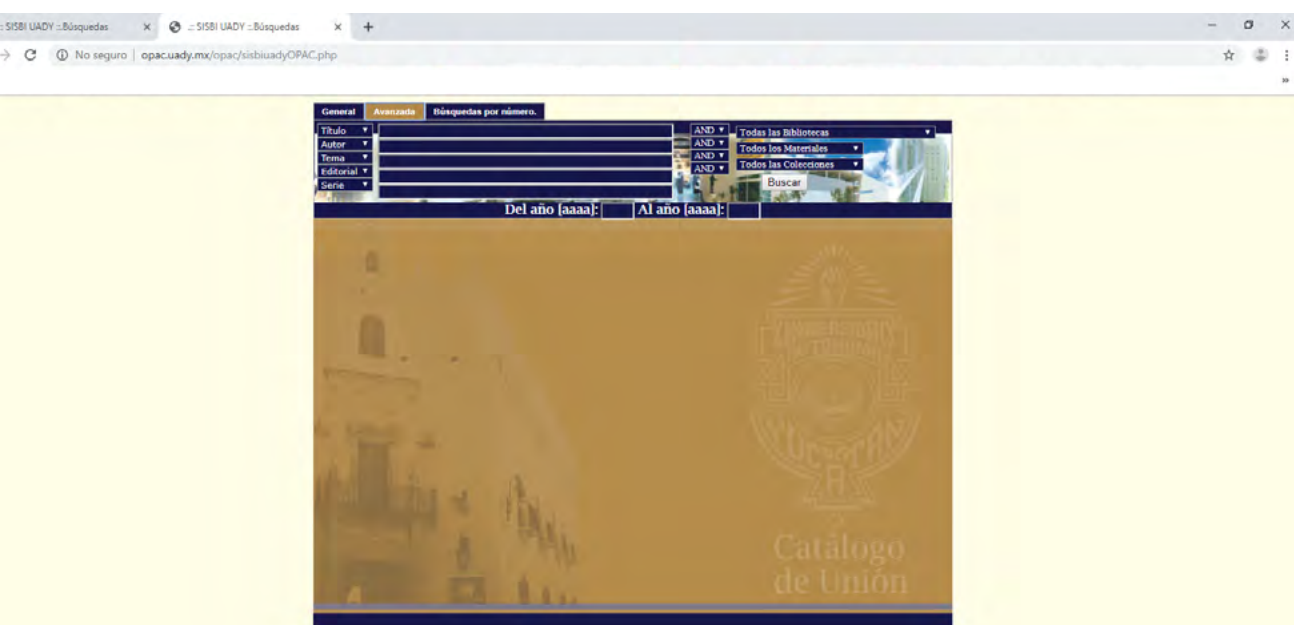 : SISBI UADY ::.Búsquedas × .:: SISBI UADY ::.Búsquedas × +
No seguro | opac.uady.mx/opac/sisbiuadyOPAC.php
General Avanzada Búsquedas por número.
Título AND Todas las Bibliotecas
Autor AND Todos los Materiales
Tema AND Todos las Colecciones
Editorial AND Buscar
Serie
Del año [aaaa]: Al año [aaaa]:
YUCATAN
Catálogo
de Unión